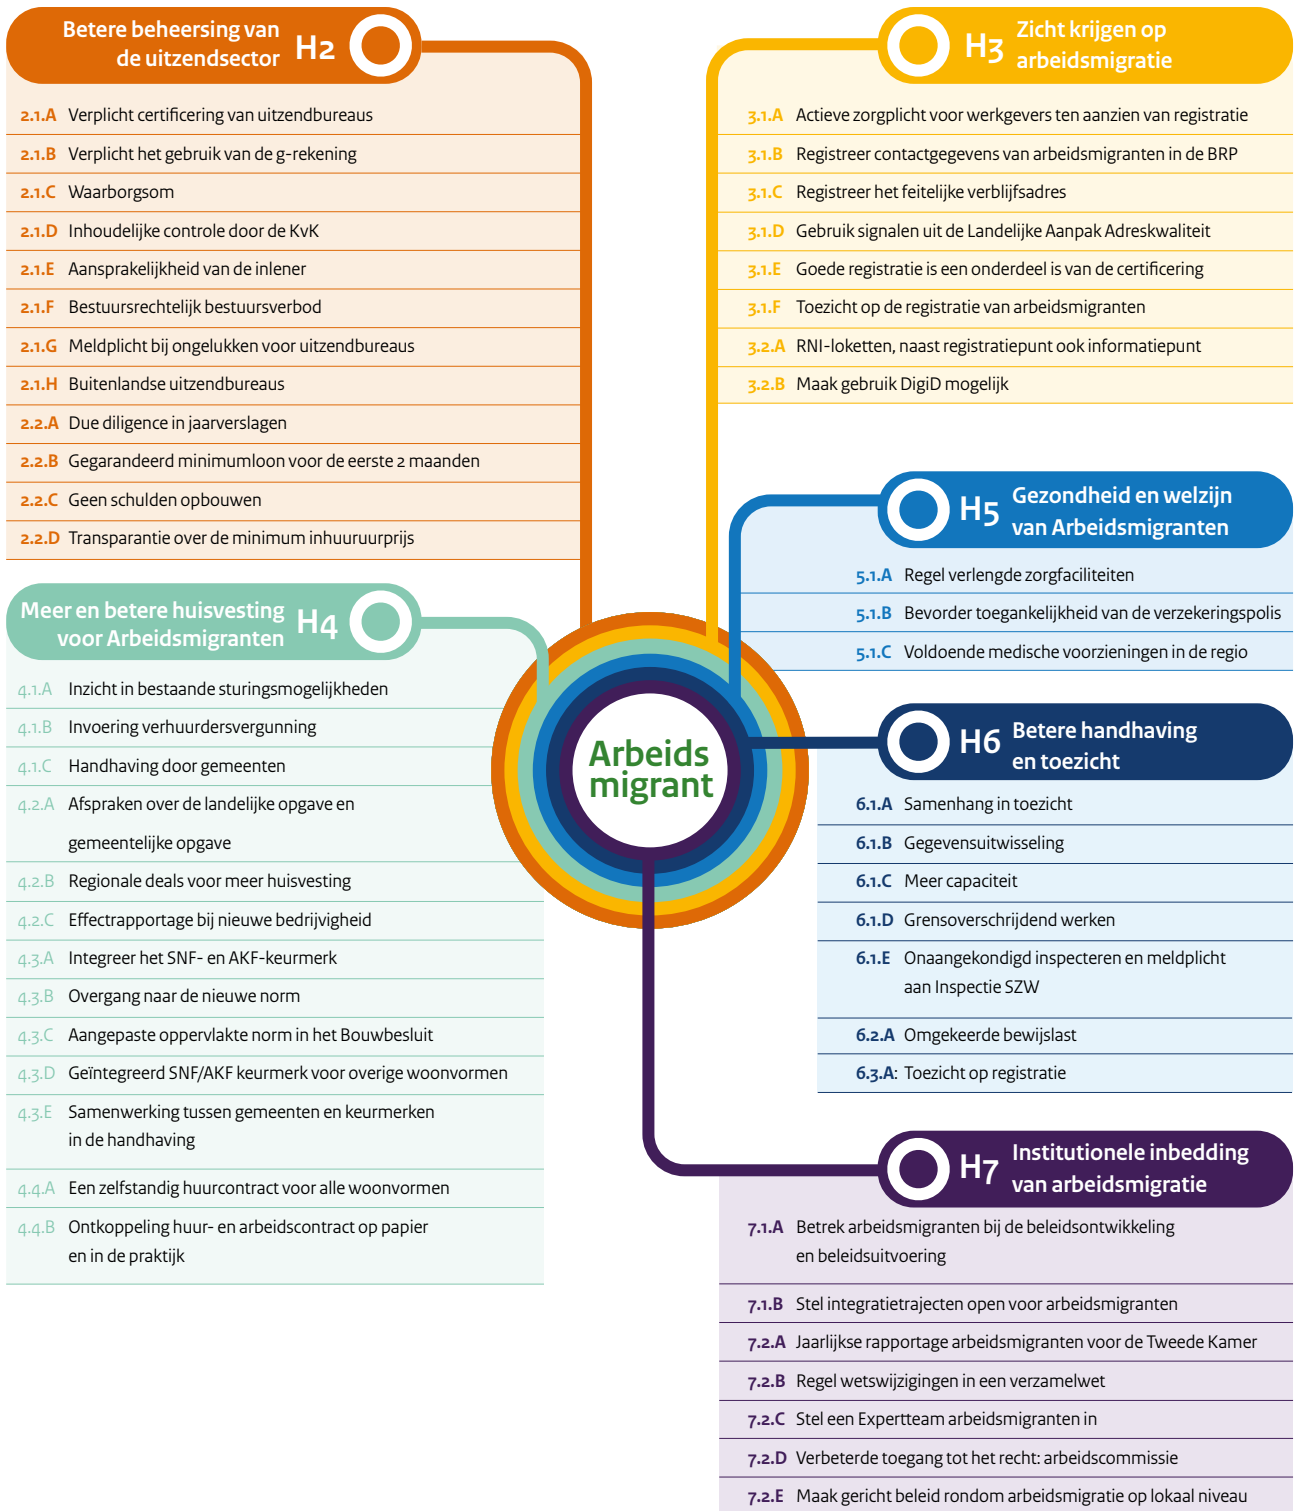 Betere beheersing van
de uitzendsector
H2
2.1.A Verplicht certificering van uitzendbureaus
2.1.B Verplicht het gebruik van de g-rekening
2.1.C Waarborgsom
2.1.D Inhoudelijke controle door de KvK
2.1.E Aansprakelijkheid van de inlener
2.1.F Bestuursrechtelijk bestuursverbod
2.1.G Meldplicht bij ongelukken voor uitzendbureaus
2.1.H Buitenlandse uitzendbureaus
2.2.A Due diligence in jaarverslagen
2.2.B Gegarandeerd minimumloon voor de eerste 2 maanden
2.2.C Geen schulden opbouwen
2.2.D Transparantie over de minimum inhuuruurprijs
H3
Zicht krijgen op
arbeidsmigratie
3.1.A Actieve zorgplicht voor werkgevers ten aanzien van registratie
3.1.B Registreer contactgegevens van arbeidsmigranten in de BRP
3.1.C Registreer het feitelijke verblijfsadres
3.1.D Gebruik signalen uit de Landelijke Aanpak Adreskwaliteit
3.1.E Goede registratie is een onderdeel is van de certificering
3.1.F Toezicht op de registratie van arbeidsmigranten
3.2.A RNI-loketten, naast registratiepunt ook informatiepunt
3.2.B Maak gebruik DigiD mogelijk
Meer en betere huisvesting
voor Arbeidsmigranten
H4
4.1.A Inzicht in bestaande sturingsmogelijkheden
4.1.B Invoering verhuurdersvergunning
4.1.C Handhaving door gemeenten
4.2.A Afspraken over de landelijke opgave en
gemeentelijke opgave
4.2.B Regionale deals voor meer huisvesting
4.2.C Effectrapportage bij nieuwe bedrijvigheid
4.3.A Integreer het SNF- en AKF-keurmerk
4.3.B Overgang naar de nieuwe norm
4.3.C Aangepaste oppervlakte norm in het Bouwbesluit
4.3.D Geïntegreerd SNF/AKF keurmerk voor overige woonvormen
4.3.E Samenwerking tussen gemeenten en keurmerken
in de handhaving
4.4.A Een zelfstandig huurcontract voor alle woonvormen
4.4.B Ontkoppeling huur- en arbeidscontract op papier
en in de praktijk
Arbeids
migrant
H5
Gezondheid en welzijn
van Arbeidsmigranten
5.1.A Regel verlengde zorgfaciliteiten
5.1.B Bevorder toegankelijkheid van de verzekeringspolis
5.1.C Voldoende medische voorzieningen in de regio
H6
Betere handhaving
en toezicht
6.1.A Samenhang in toezicht
6.1.B Gegevensuitwisseling
6.1.C Meer capaciteit
6.1.D Grensoverschrijdend werken
6.1.E Onaangekondigd inspecteren en meldplicht
aan Inspectie SZW
6.2.A Omgekeerde bewijslast
6.3.A: Toezicht op registratie
H7
Institutionele inbedding
van arbeidsmigratie
7.1.A Betrek arbeidsmigranten bij de beleidsontwikkeling
en beleidsuitvoering
7.1.B Stel integratietrajecten open voor arbeidsmigranten
7.2.A Jaarlijkse rapportage arbeidsmigranten voor de Tweede Kamer
7.2.B Regel wetswijzigingen in een verzamelwet
7.2.C Stel een Expertteam arbeidsmigranten in
7.2.D Verbeterde toegang tot het recht: arbeidscommissie
7.2.E Maak gericht beleid rondom arbeidsmigratie op lokaal niveau